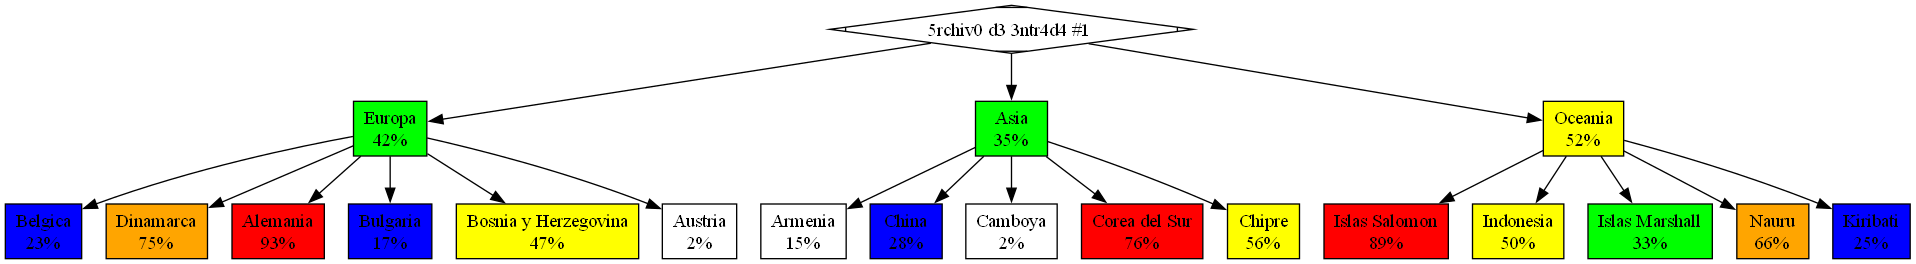 5rchiv0 d3 3ntr4d4 #1
Europa
42%
Asia
35%
Oceania
52%
Belgica
23%
Dinamarca
75%
Alemania
93%
Bulgaria
17%
Bosnia y Herzegovina
47%
Austria
2%
Armenia
15%
China
28%
Camboya
2%
Corea del Sur
76%
Chipre
56%
Islas Salomon
89%
Indonesia
50%
Islas Marshall
33%
Nauru
66%
Kiribati
25%